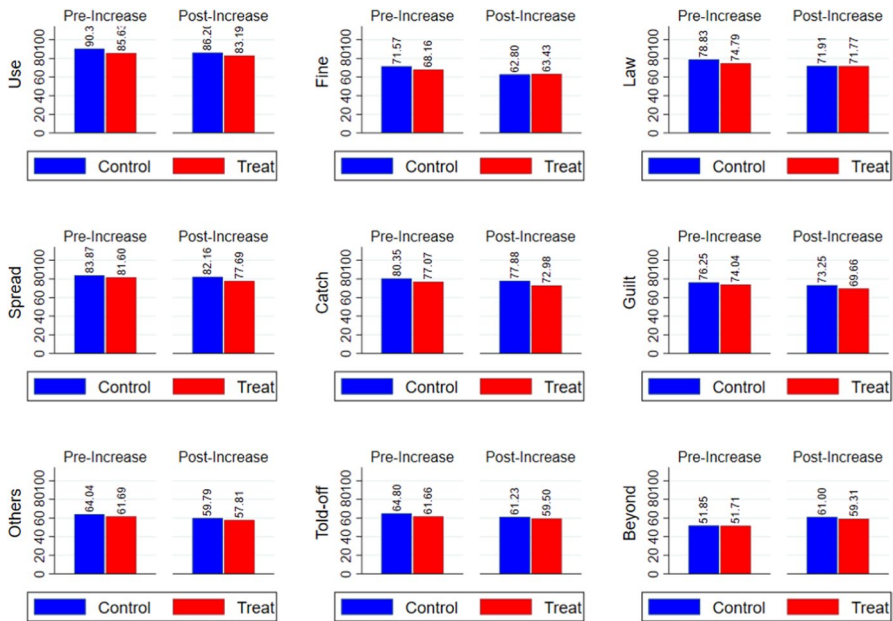 Pre-Increase Post-Increase
Use
0 20 40 60 80100
90.3 85.63 86.20 83.19
Control Treat
Pre-Increase Post-Increase
Fine
0 20 40 60 80100
71.57 68.16 62.80 63.43
Control Treat
Pre-Increase Post-Increase
Law
0 20 40 60 80100
78.83 74.79 71.91 71.77
Control Treat
Pre-Increase Post-Increase
Spread
0 20 40 60 80100
83.87 81.60 82.16 77.69
Control Treat
Pre-Increase Post-Increase
Catch
0 20 40 60 80100
80.35 77.07 77.88 72.98
Control Treat
Pre-Increase Post-Increase
Guilt
0 20 40 60 80100
76.25 74.04 73.25 69.66
Control Treat
Pre-Increase Post-Increase
Others
0 20 40 60 80100
64.04 61.69 59.79 57.81
Control Treat
Pre-Increase Post-Increase
Told-off
0 20 40 60 80100
64.80 61.66 61.23 59.50
Control Treat
Pre-Increase Post-Increase
Beyond
0 20 40 60 80100
51.85 51.71 61.00 59.31
Control Treat